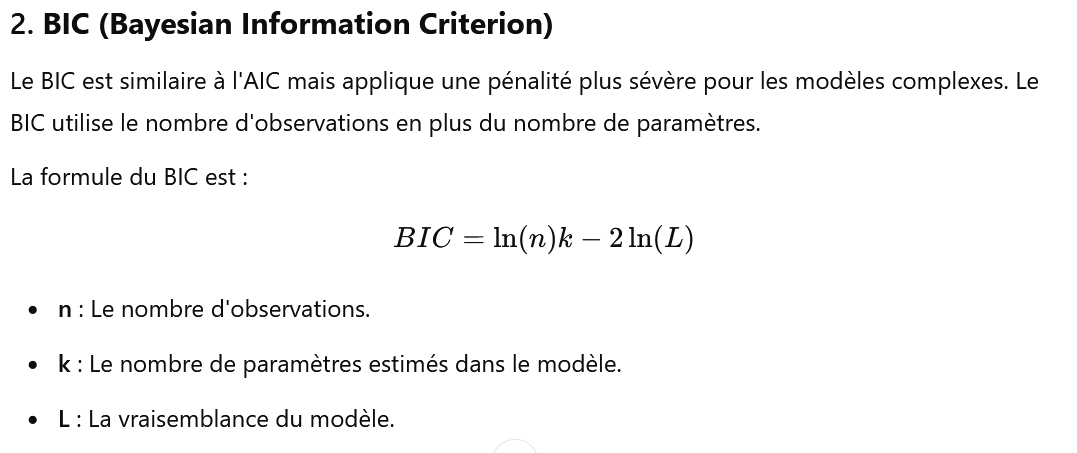 2. BIC (Bayesian Information Criterion)
Le BIC est similaire à l'AIC mais applique une pénalité plus sévère pour les modèles complexes. Le
BIC utilise le nombre d'observations en plus du nombre de paramètres.
La formule du BIC est :
BIC = ln(n)k − 2 ln(L)
• n : Le nombre d'observations.
• k : Le nombre de paramètres estimés dans le modèle.
• L : La vraisemblance du modèle.